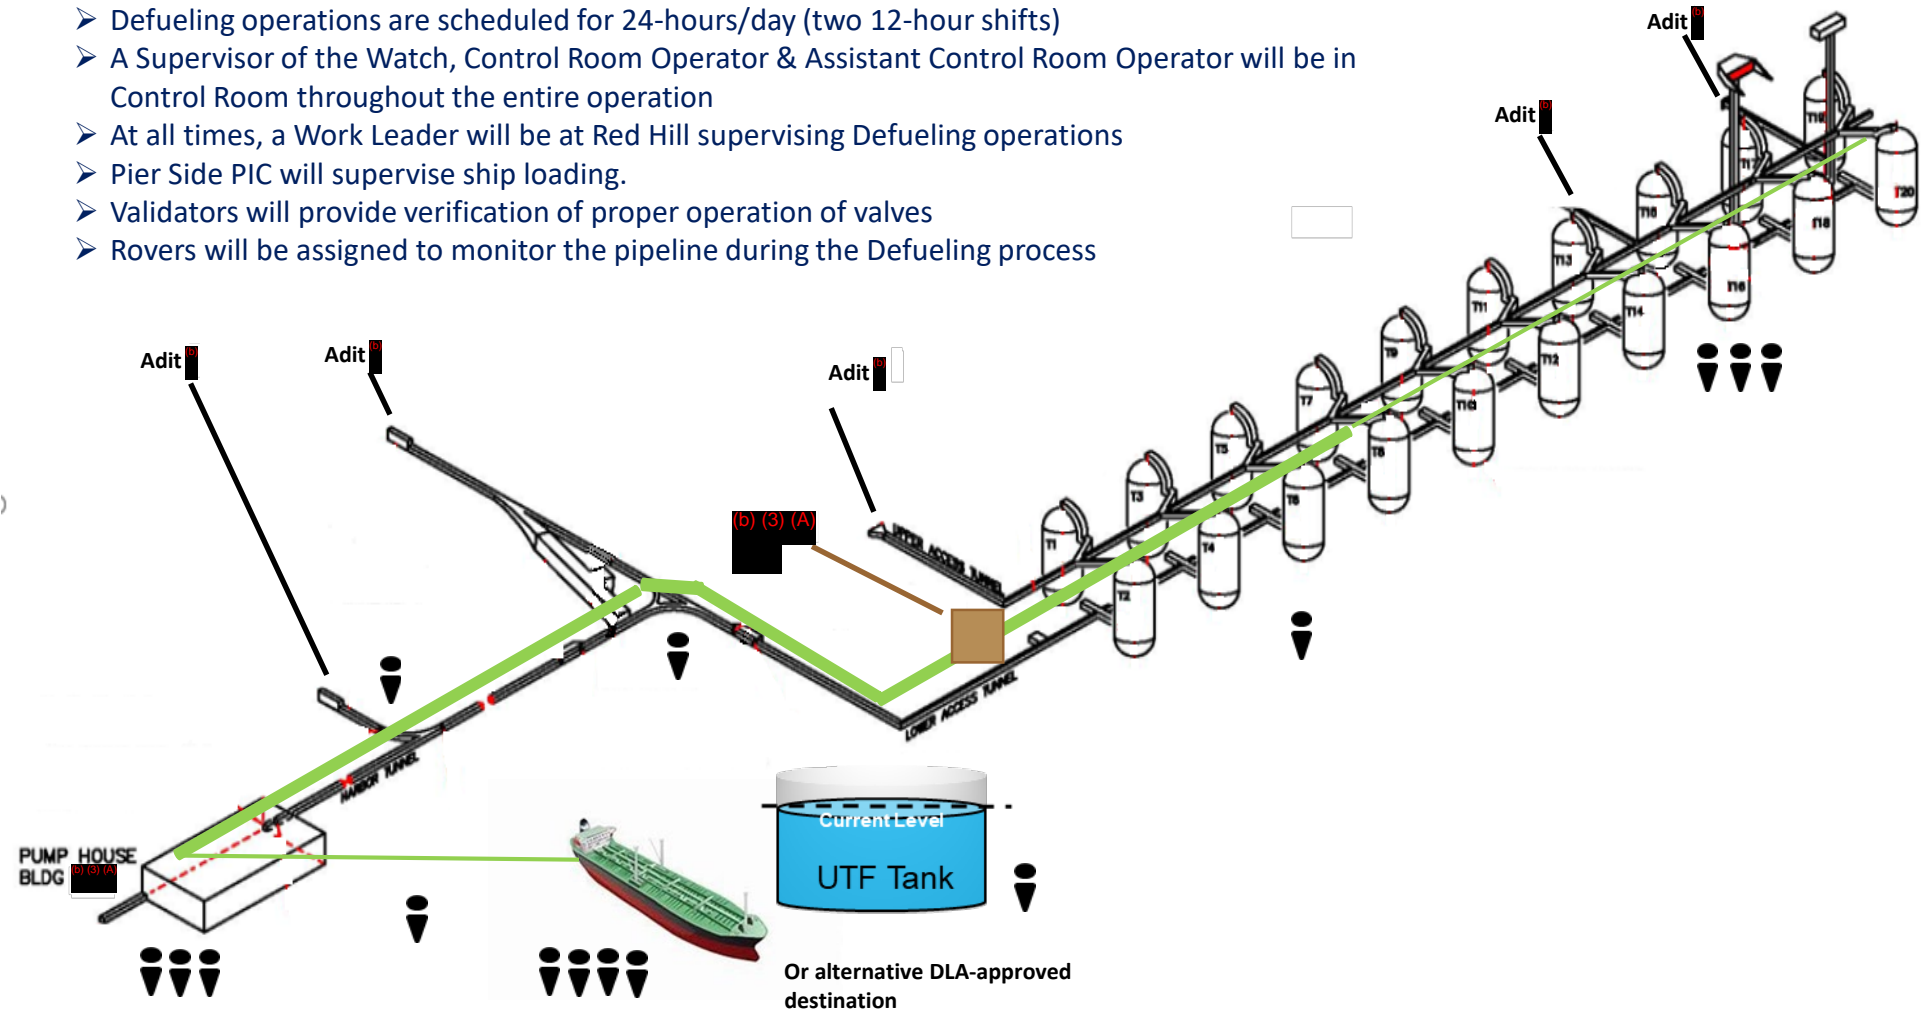 ➢ Defueling operations are scheduled for 24-hours/day (two 12-hour shifts)
➢ A Supervisor of the Watch, Control Room Operator & Assistant Control Room Operator will be in
Control Room throughout the entire operation
➢ At all times, a Work Leader will be at Red Hill supervising Defueling operations
➢ Pier Side PIC will supervise ship loading.
➢ Validators will provide verification of proper operation of valves
➢ Rovers will be assigned to monitor the pipeline during the Defueling process
Adit (b)
Adit (b)
Adit (b)
Adit (b)
Adit (b)
T19
T17
T20
T15
T18
T13
T16
T11
T14
T9
T12
T7
T10
T5
T8
T3
T6
T1
T4
T2
(b) (3) (A)
UPPER ACCESS TUNNEL
LOWER ACCESS TUNNEL
HARBOR TUNNEL
PUMP HOUSE
BLDG (b) (3) (A)
Current Level
UTF Tank
Or alternative DLA-approved
destination